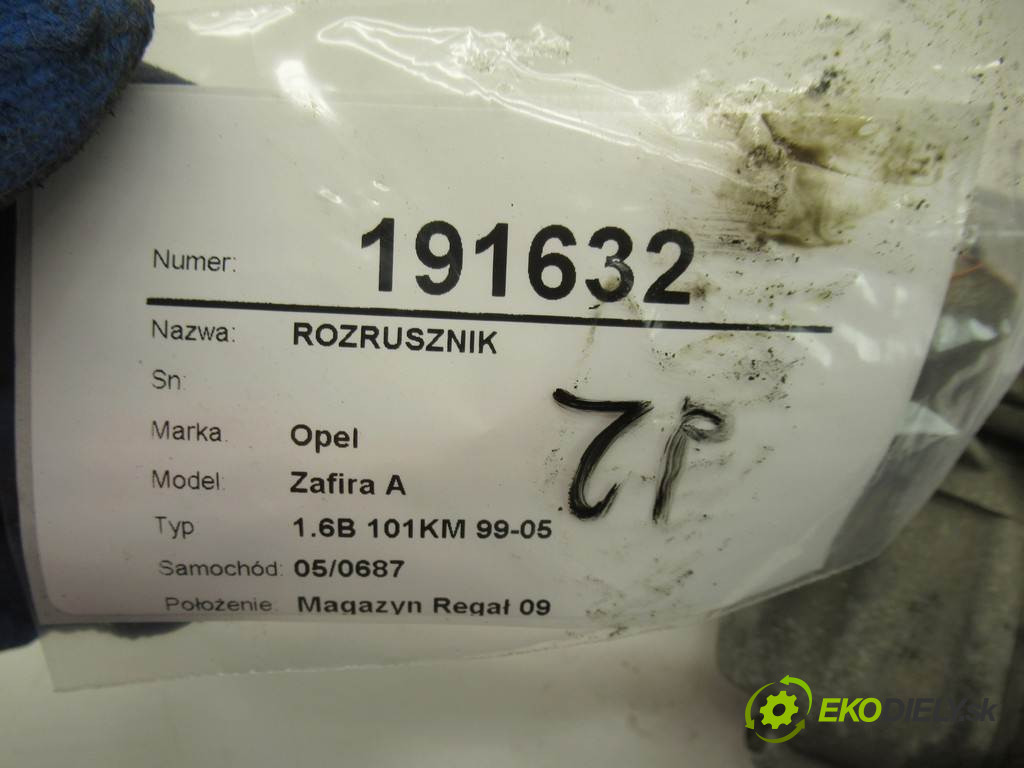 Numer: 191632
Nazwa: ROZRUSZNIK
Sn:
Marka: Opel
Model: Zafira A
Typ 1.6B 101KM 99-05
Samochód: 05/0687
Położenie: Magazyn Regał 09
EKODIELY.sk